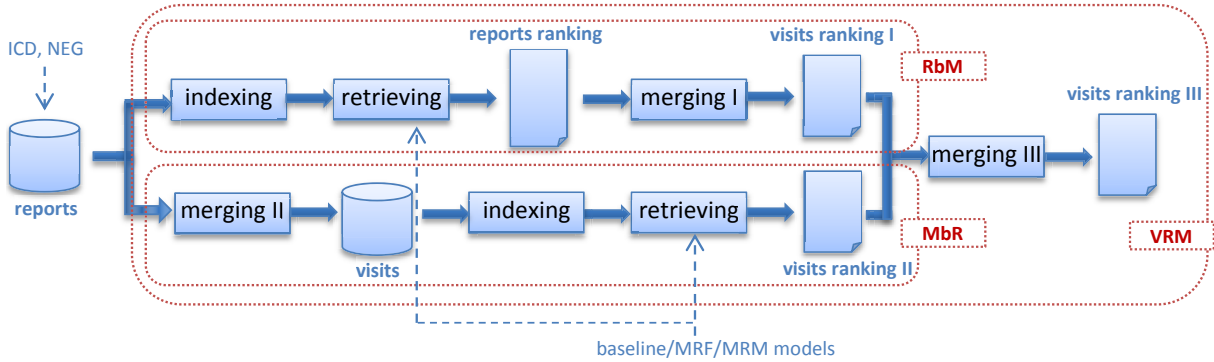 ICD, NEG
reports
indexing
retrieving
reports ranking
merging I
visits ranking I
RbM
merging II
visits
indexing
retrieving
visits ranking II
MbR
merging III
visits ranking III
VRM
baseline/MRF/MRM models